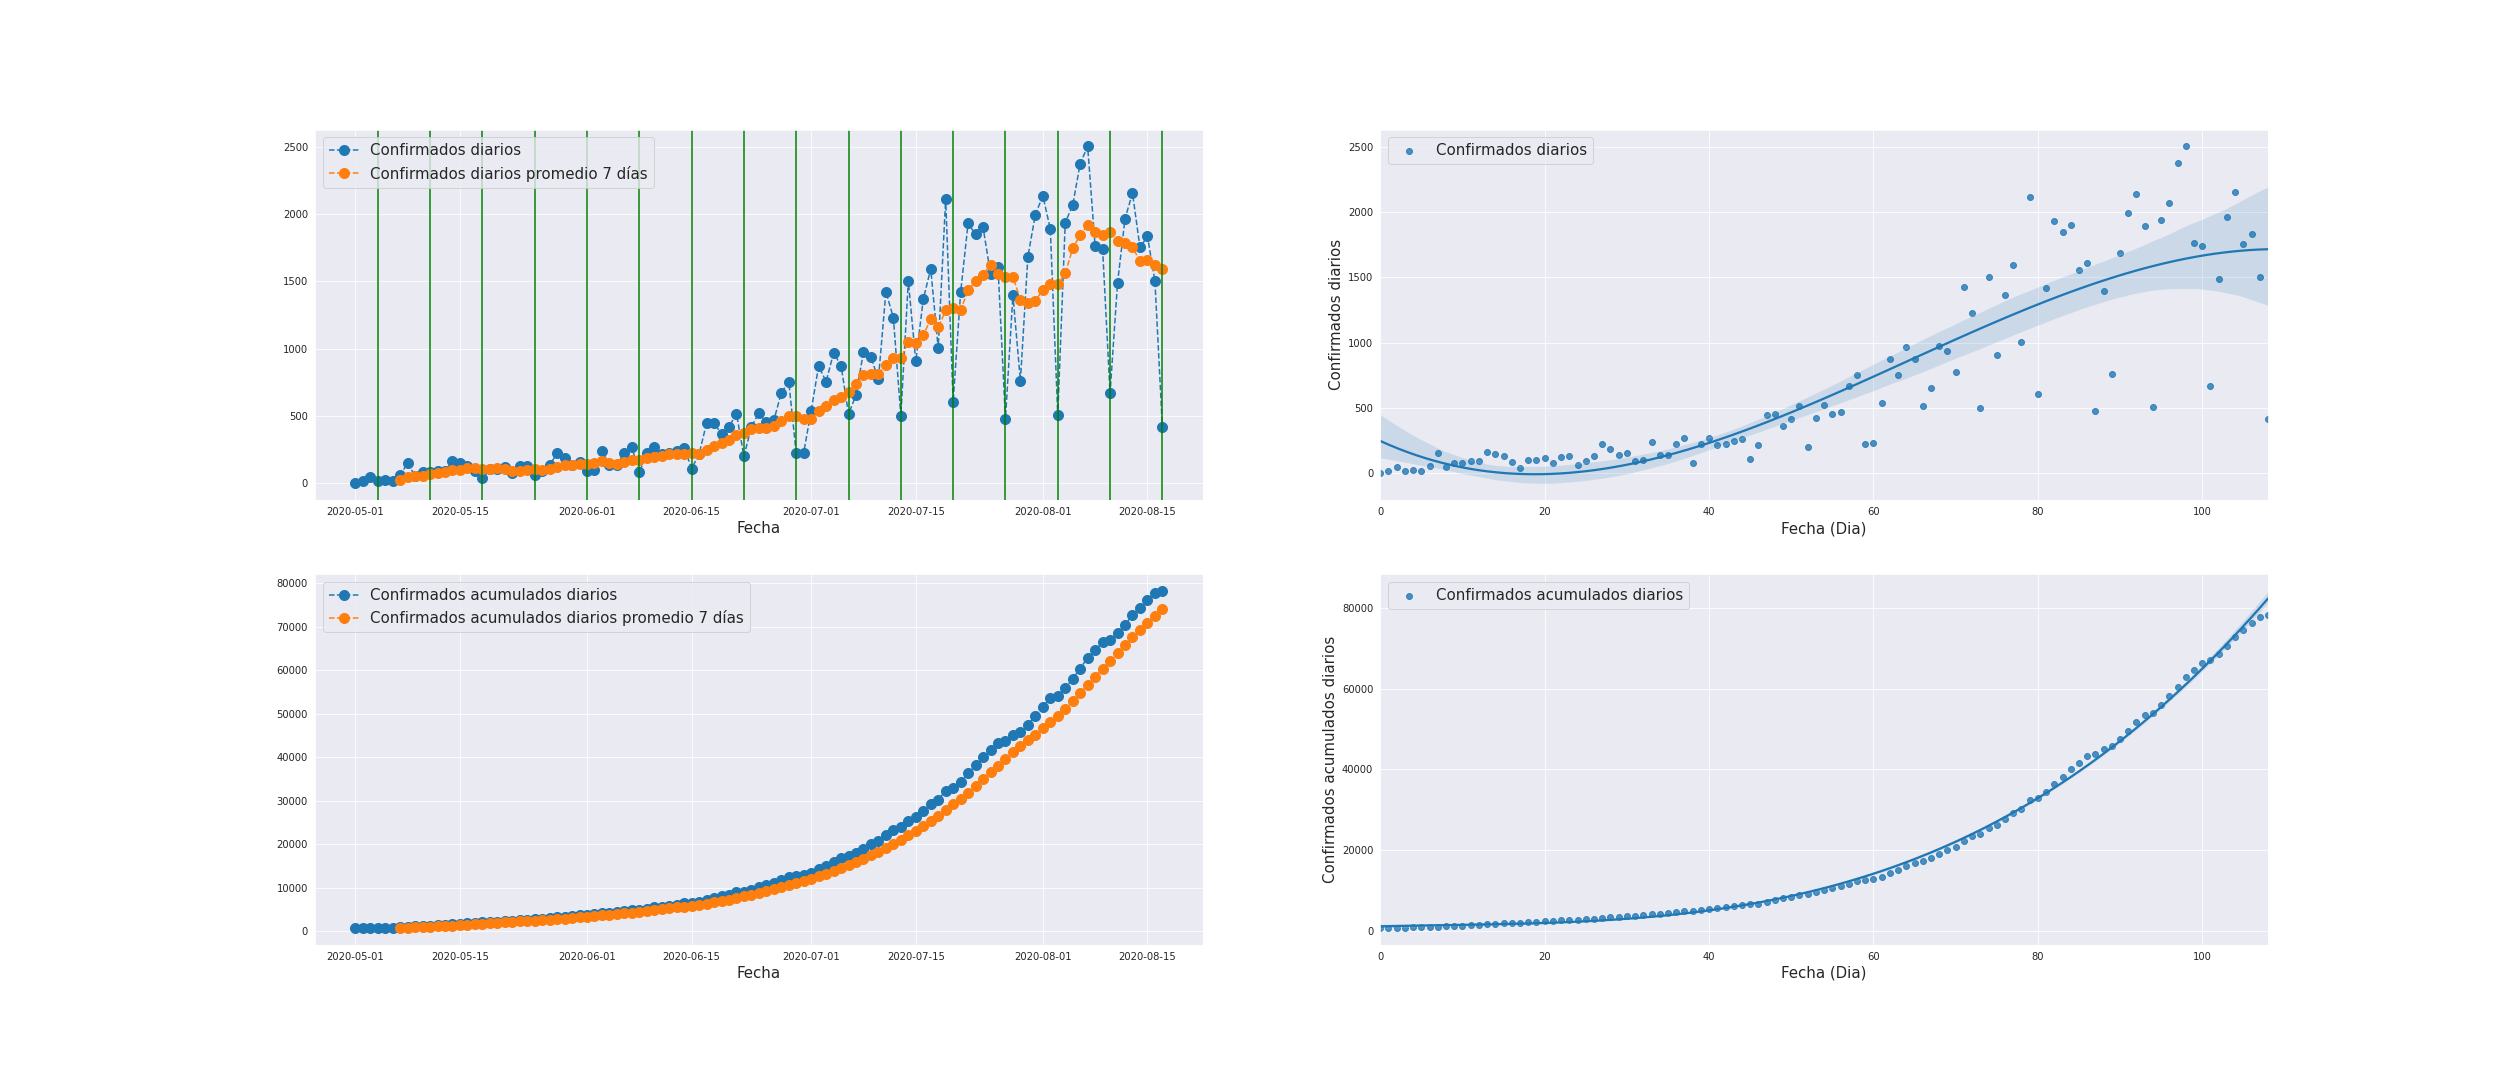 Confirmados diarios
Confirmados diarios promedio 7 días
2500
2000
1500
1000
500
0
2020-05-01 2020-05-15 2020-06-01 2020-06-15 2020-07-01 2020-07-15 2020-08-01 2020-08-15
Fecha
Confirmados diarios
Confirmados diarios
2500
2000
1500
1000
500
0
0 20 40 60 80 100
Fecha (Dia)
Confirmados acumulados diarios
Confirmados acumulados diarios promedio 7 días
80000
70000
60000
50000
40000
30000
20000
10000
0
2020-05-01 2020-05-15 2020-06-01 2020-06-15 2020-07-01 2020-07-15 2020-08-01 2020-08-15
Fecha
Confirmados acumulados diarios
Confirmados acumulados diarios
80000
60000
40000
20000
0
0 20 40 60 80 100
Fecha (Dia)